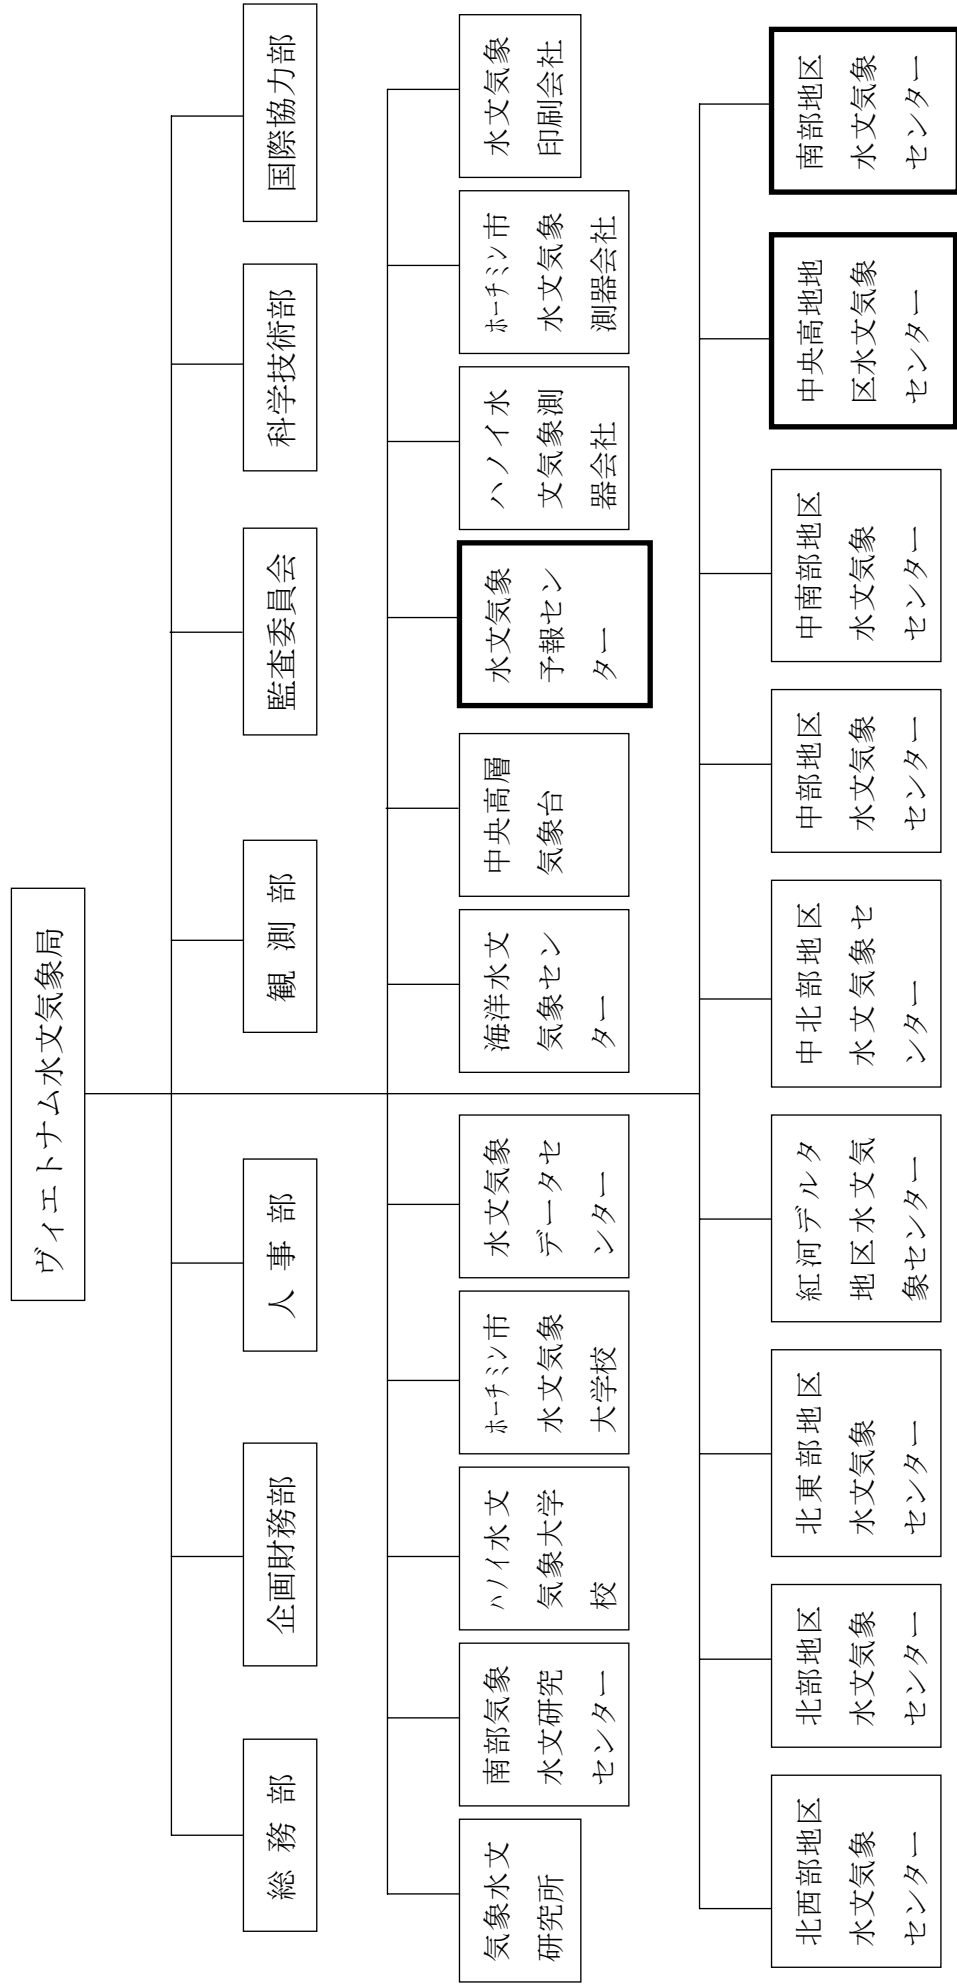 ヴィエトナム水文気象局
総 務 部
企画財務部
人 事 部
観 測 部
監査委員会
科学技術部
国際協力部
気象水文
研究所
南部気象
水文研究
センター
ハノイ水文
気象大学
校
ホーチミン市
水文気象
大学校
水文気象
データセ
ンター
海洋水文
気象セン
ター
中央高層
気象台
水文気象
予報セン
ター
ハノイ水
文気象測
器会社
ホーチミン市
水文気象
測器会社
水文気象
印刷会社
北西部地区
水文気象
センター
北部地区
水文気象
センター
北東部地区
水文気象
センター
紅河デルタ
地区水文気
象センター
中北部地区
水文気象セ
ンター
中部地区
水文気象
センター
中南部地区
水文気象
センター
中央高地地
区水文気象
センター
南部地区
水文気象
センター